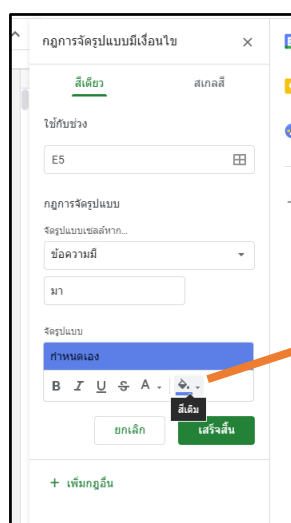 กฎการจัดรูปแบบมีเงื่อนไข
สีเดียว สเกลสี
ใช้กับช่วง
E5
กฎการจัดรูปแบบ
จัดรูปแบบเซลล์หาก...
ข้อความมี
มา
จัดรูปแบบ
กำหนดเอง
B I U S A
สีเติม
ยกเลิก เสร็จสิ้น
+ เพิ่มกฎอื่น